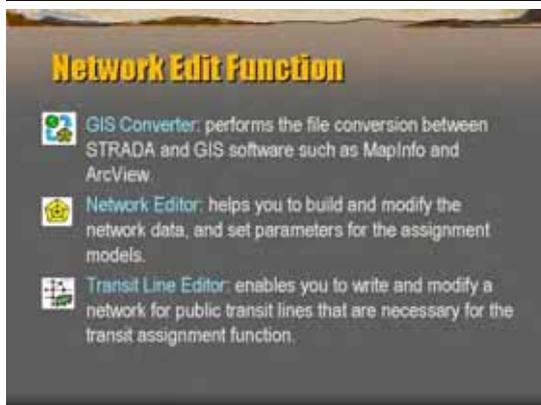 Network Edit Function
GIS Converter: performs the file conversion between
STRADA and GIS software such as MapInfo and
ArcView.
Network Editor: helps you to build and modify the
network data, and set parameters for the assignment
models.
Transit Line Editor: enables you to write and modify a
network for public transit lines that are necessary for the
transit assignment function.